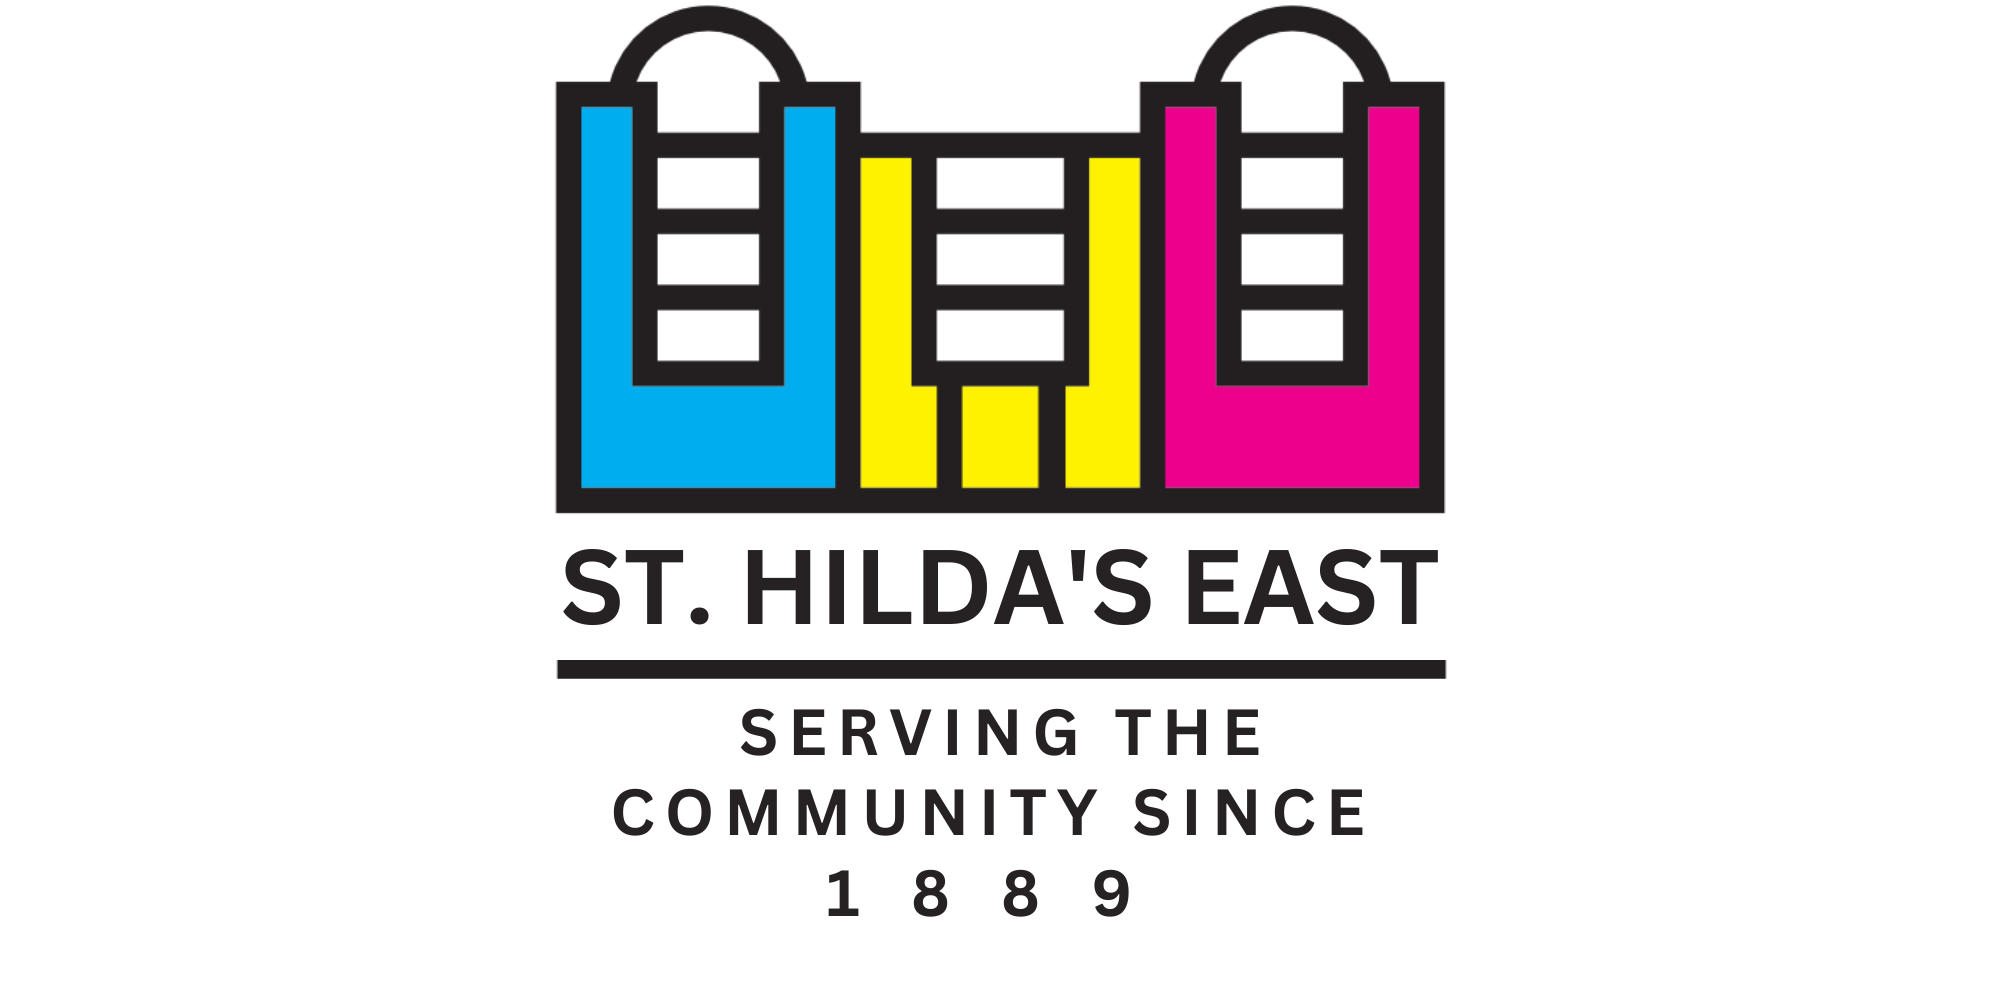 ST. HILDA'S EAST
SERVING THE
COMMUNITY SINCE
1 8 8 9